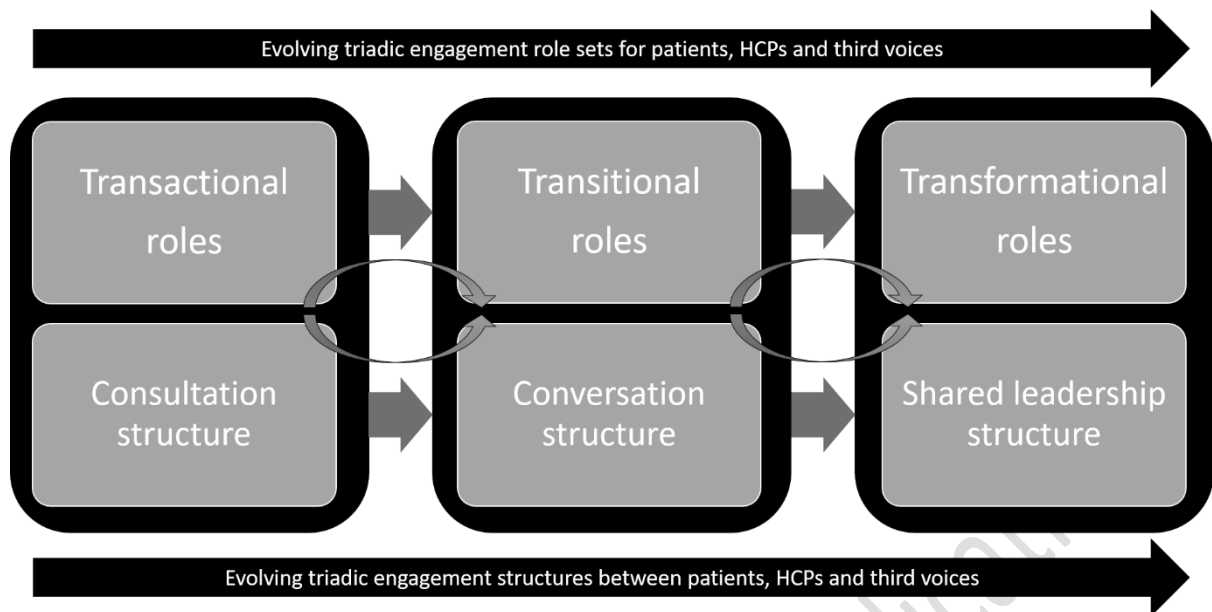 Evolving triadic engagement role sets for patients, HCPs and third voices
Transactional
roles
Transitional
roles
Transformational
roles
Consultation
structure
Conversation
structure
Shared leadership
structure
Evolving triadic engagement structures between patients, HCPs and third voices